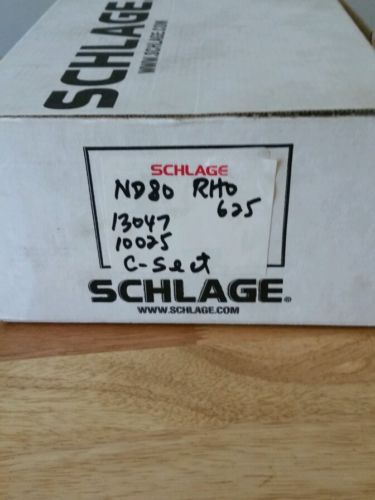 SCHLAGE
WWW.SCHLAGE.COM
SCHLAGE
ND80 RHO
625
13047
10025
C-Sect
SCHLAGE®
WWW.SCHLAGE.COM